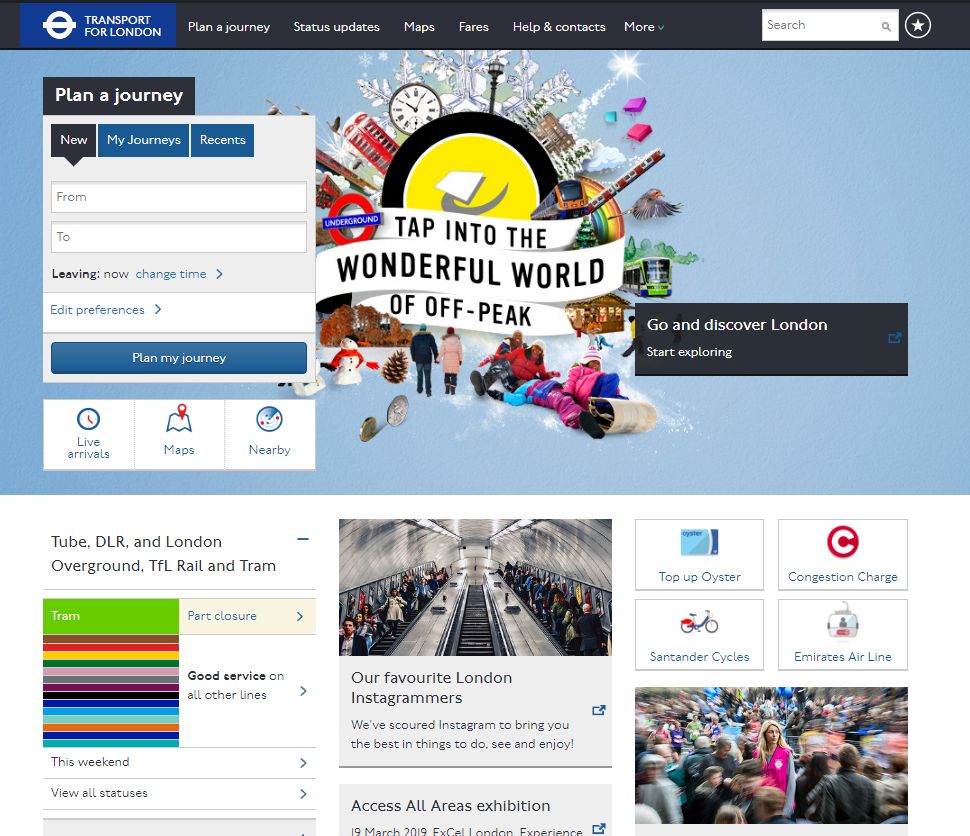 TRANSPORT
FOR LONDON
Plan a journey
Status updates
Maps
Fares
Help & contacts
More
Search
Plan a journey
New
My Journeys
Recents
From
To
Leaving: now change time
Edit preferences
Plan my journey
Live
arrivals
Maps
Nearby
UNDERGROUND
TAP INTO THE
WONDERFUL WORLD
OF OFF-PEAK
Go and discover London
Start exploring
Tube, DLR, and London
Overground, TfL Rail and Tram
Tram
Part closure
Good service on
all other lines
This weekend
View all statuses
Our favourite London
Instagrammers
We've scoured Instagram to bring you
the best in things to do, see and enjoy!
Access All Areas exhibition
19 March 2019, ExCel London. Experience
oyster
Top up Oyster
C
Congestion Charge
Santander Cycles
Emirates Air Line